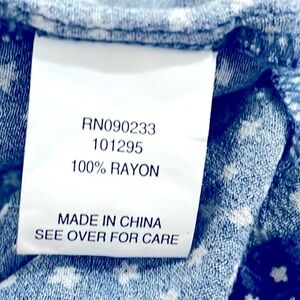 RN090233
101295
100% RAYON
MADE IN CHINA
SEE OVER FOR CARE